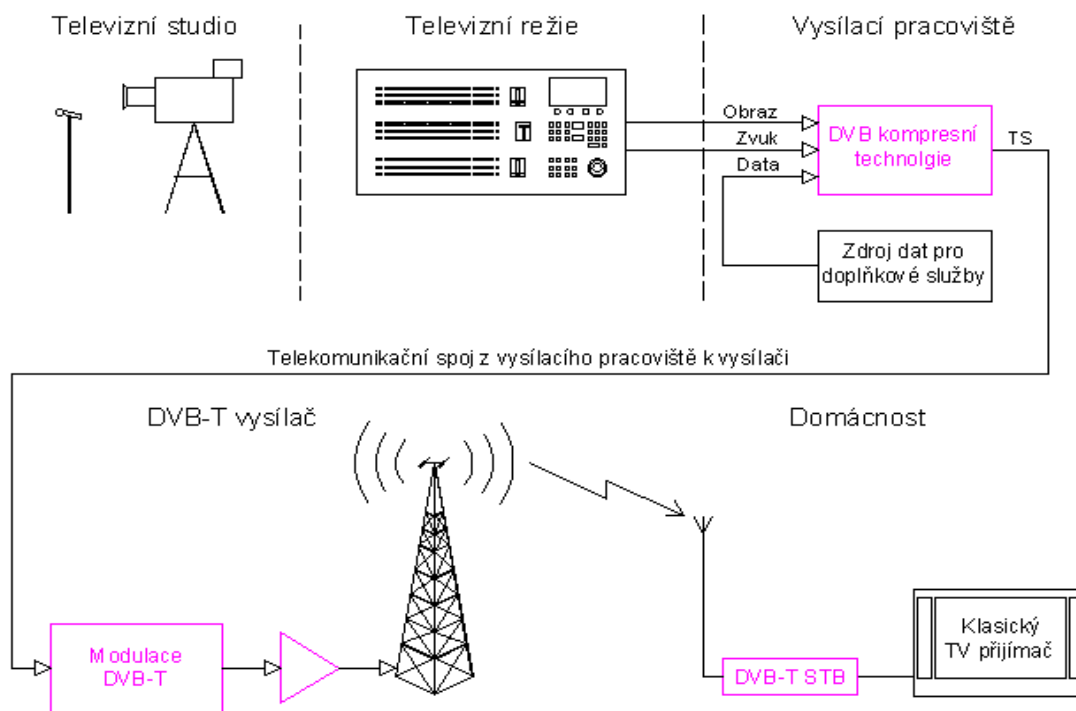 Televizní studio
Televizní režie
Vysílací pracoviště
Obraz
Zvuk
Data
DVB kompresní
technolgie
TS
Zdroj dat pro
doplňkové služby
Telekomunikační spoj z vysílacího pracoviště k vysílači
DVB-T vysílač
Domácnost
Modulace
DVB-T
DVB-T STB
Klasický
TV přijímač